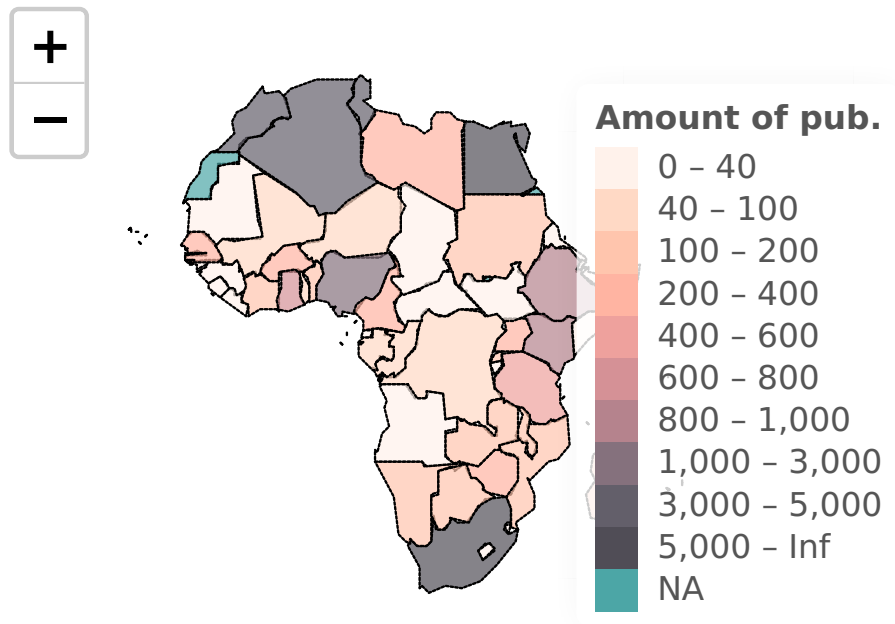 +
−
Amount of pub.
0 – 40
40 – 100
100 – 200
200 – 400
400 – 600
600 – 800
800 – 1,000
1,000 – 3,000
3,000 – 5,000
5,000 – Inf
NA